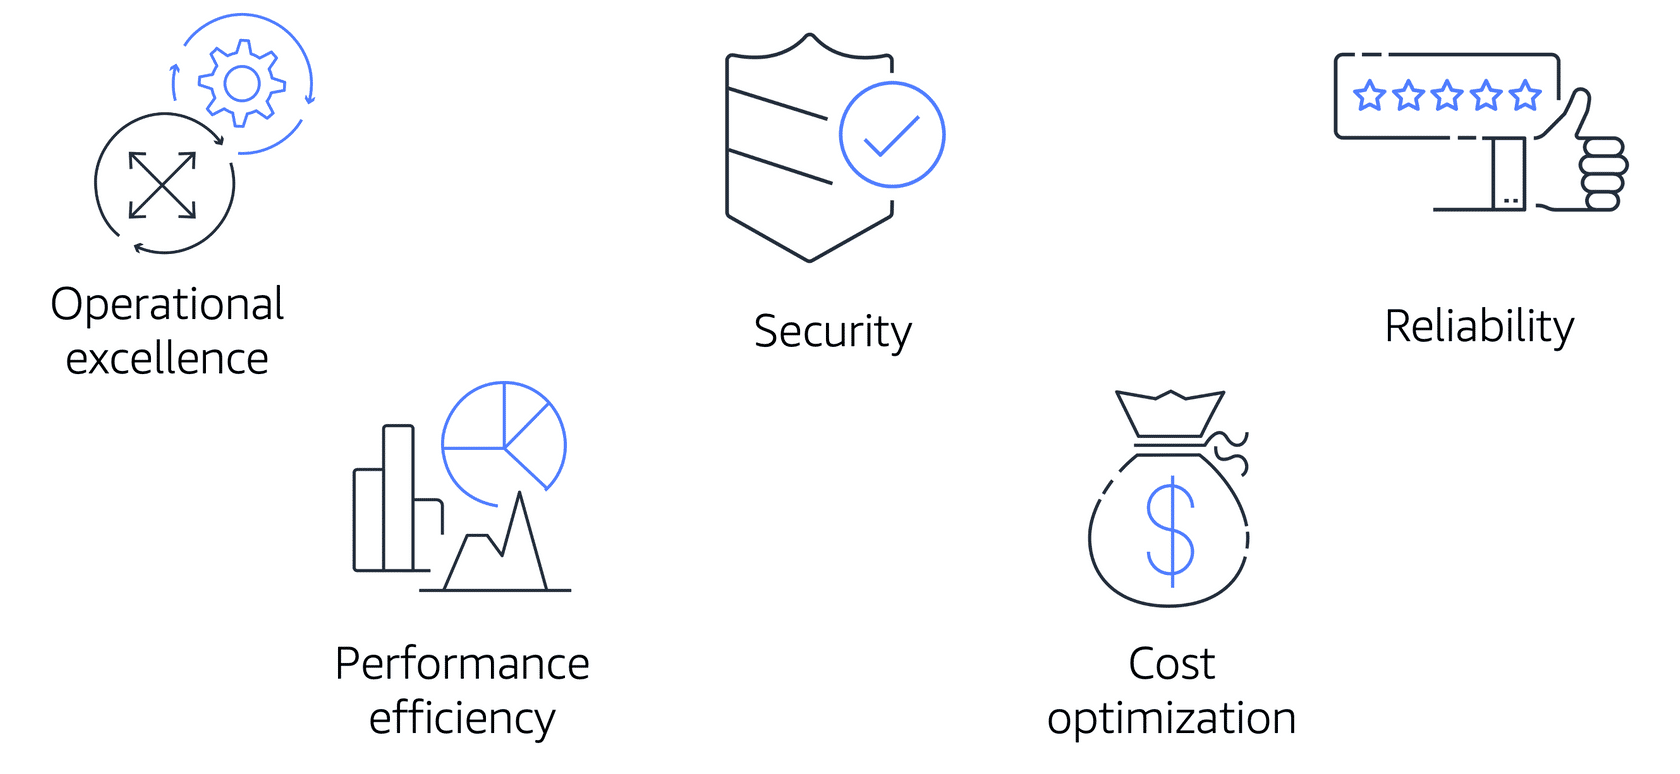 Operational
excellence
Security
Reliability
Performance
efficiency
Cost
optimization